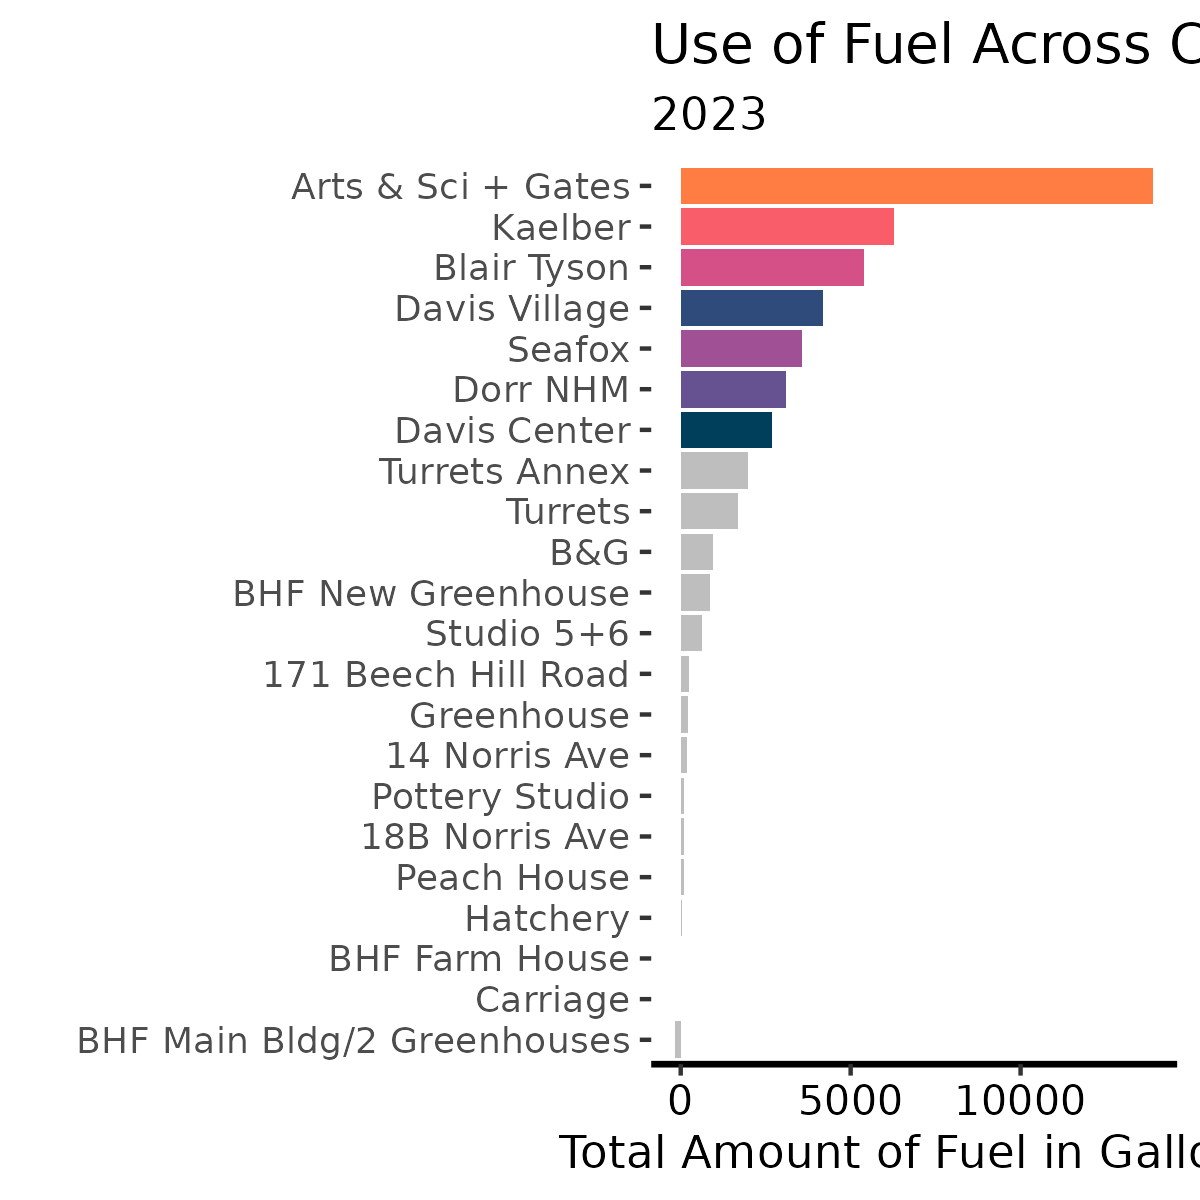 Use of Fuel Across C
2023
Arts & Sci + Gates
Kaelber
Blair Tyson
Davis Village
Seafox
Dorr NHM
Davis Center
Turrets Annex
Turrets
B&G
BHF New Greenhouse
Studio 5+6
171 Beech Hill Road
Greenhouse
14 Norris Ave
Pottery Studio
18B Norris Ave
Peach House
Hatchery
BHF Farm House
Carriage
BHF Main Bldg/2 Greenhouses
0 5000 10000
Total Amount of Fuel in Gallo